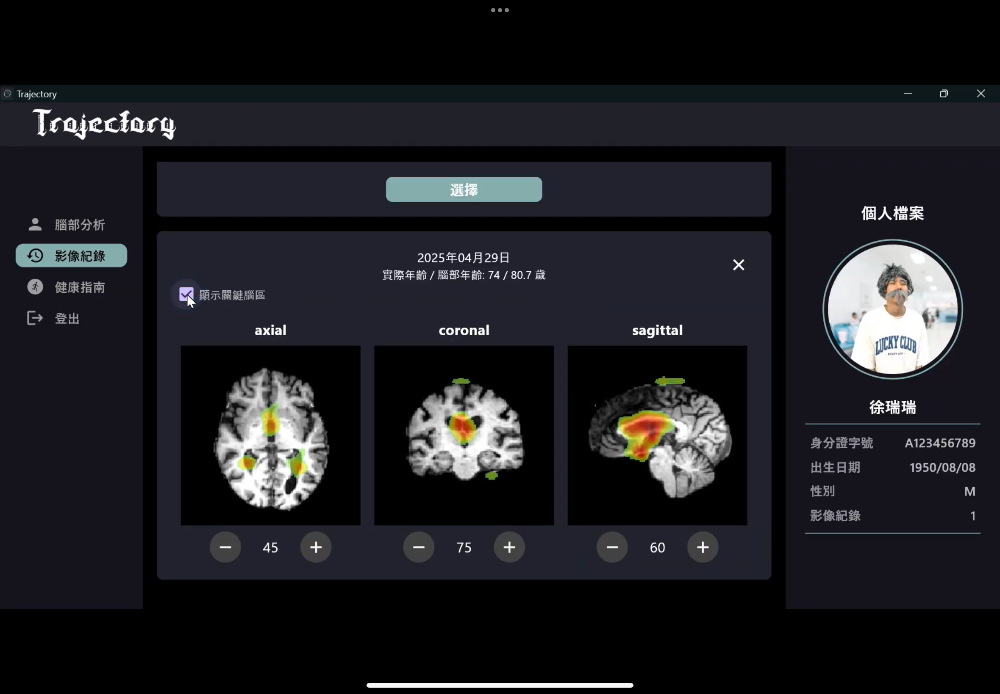 Trajectory
Trajectory
選擇
腦部分析
影像紀錄
健康指南
登出
2025年04月29日
實際年齡 / 腦部年齡: 74 / 80.7 歲
顯示關鍵腦區
axial
coronal
sagittal
45
75
60
個人檔案
LUCKY CLUB
- EVERY DAY -
徐瑞瑞
身分證字號 A123456789
出生日期 1950/08/08
性別 M
影像紀錄 1